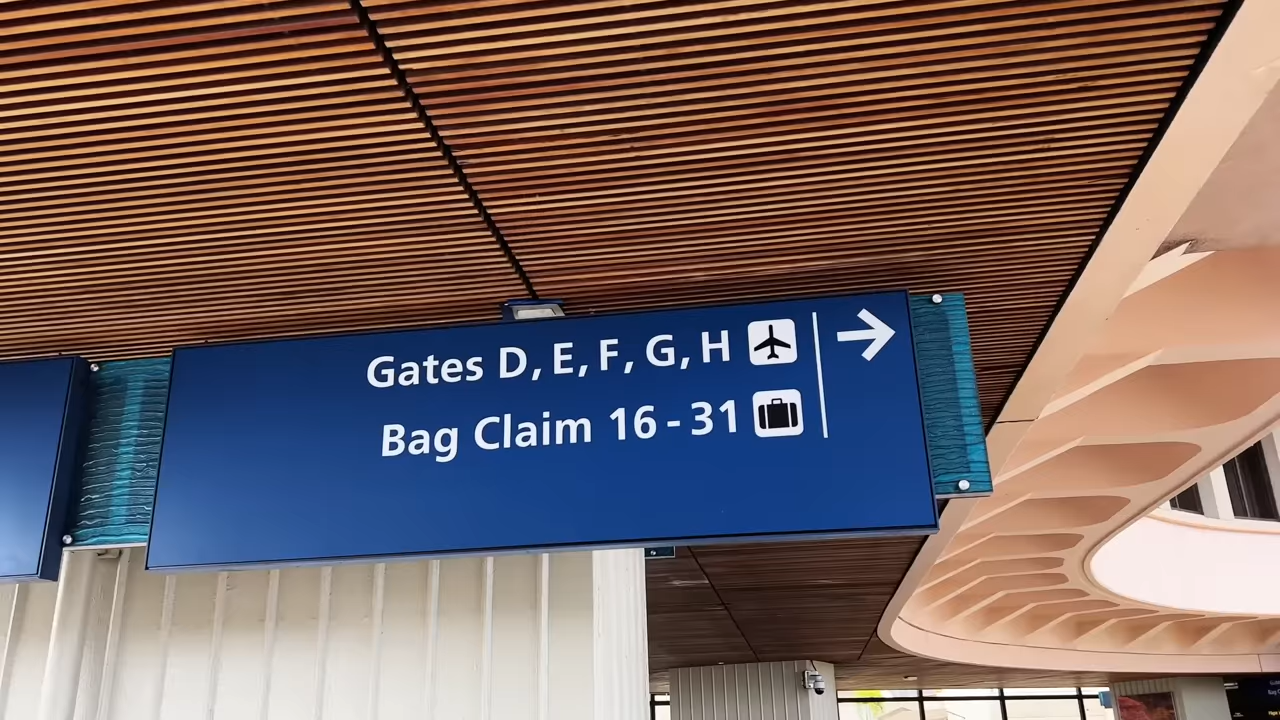 Gates D, E, F, G, H
Bag Claim 16 - 31